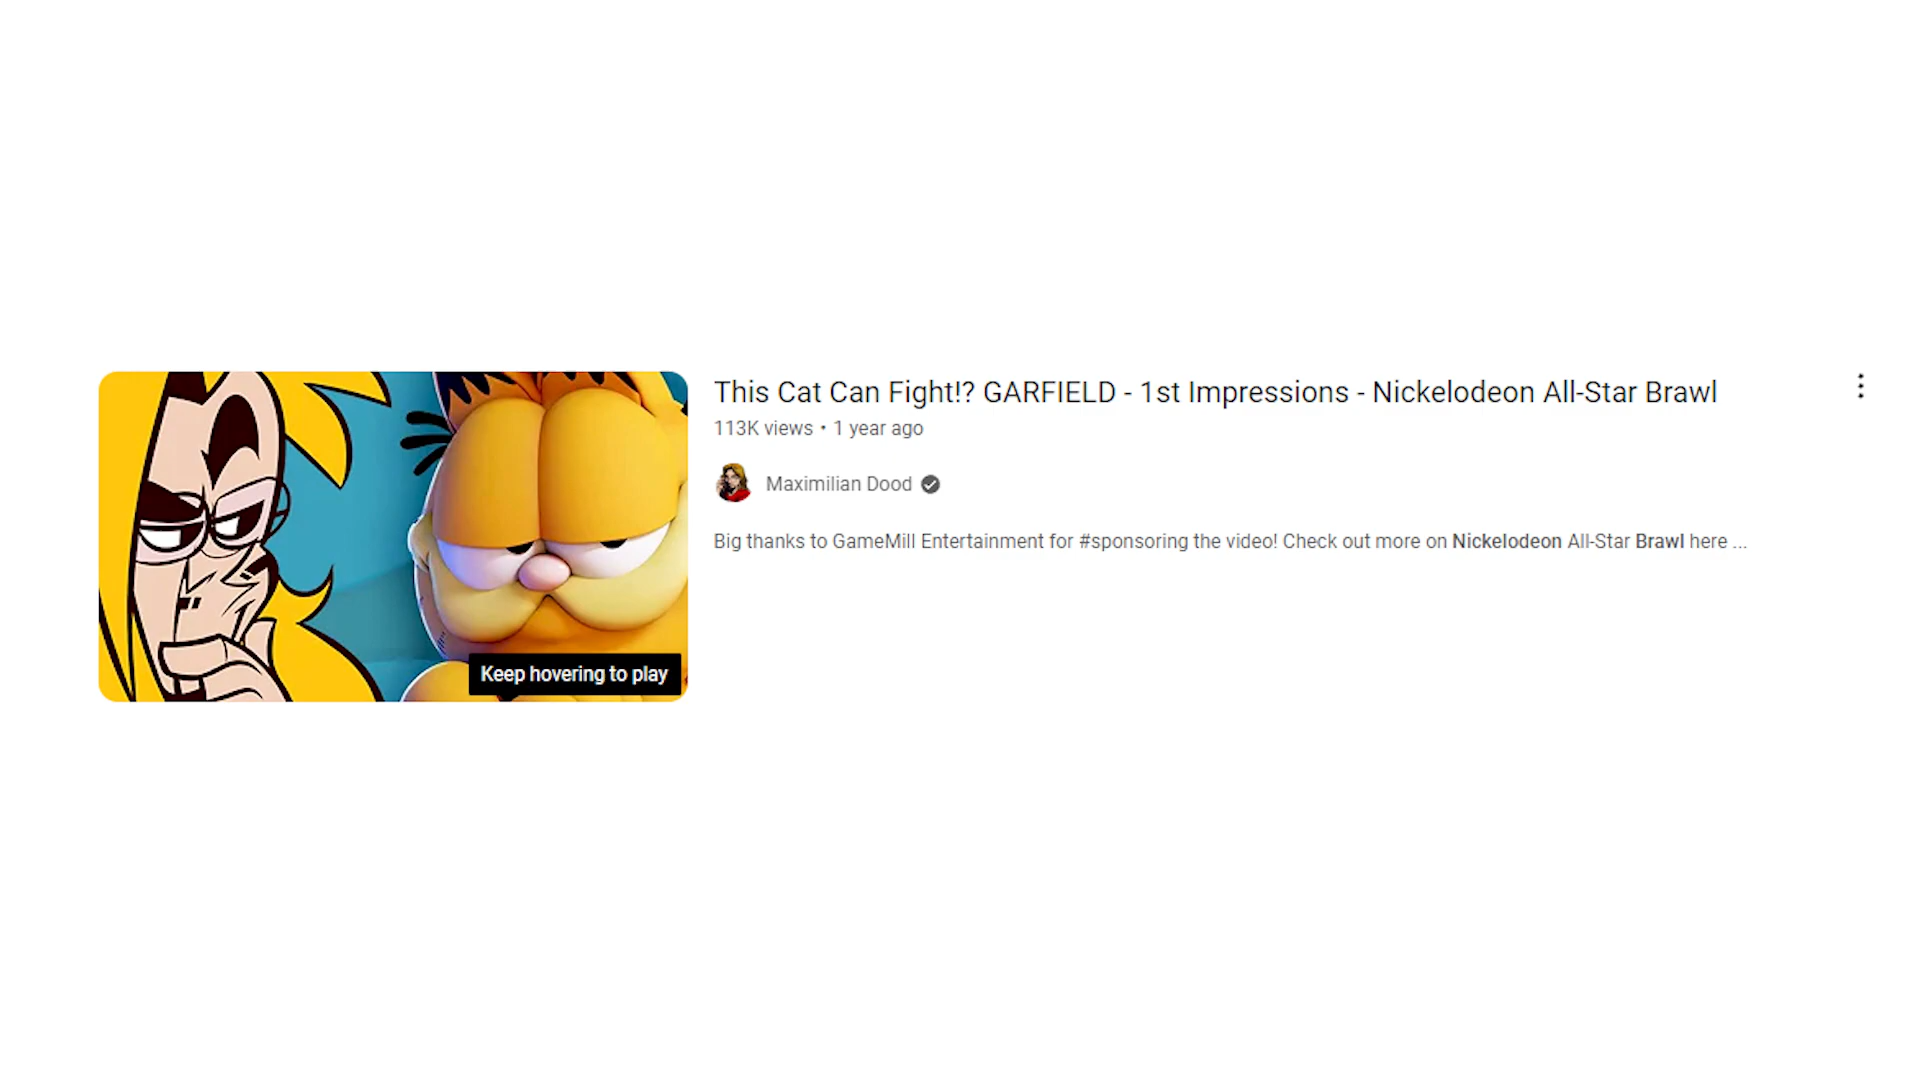 This Cat Can Fight!? GARFIELD - 1st Impressions - Nickelodeon All-Star Brawl
113K views • 1 year ago
Maximilian Dood
Big thanks to GameMill Entertainment for #sponsoring the video! Check out more on Nickelodeon All-Star Brawl here ...
Keep hovering to play